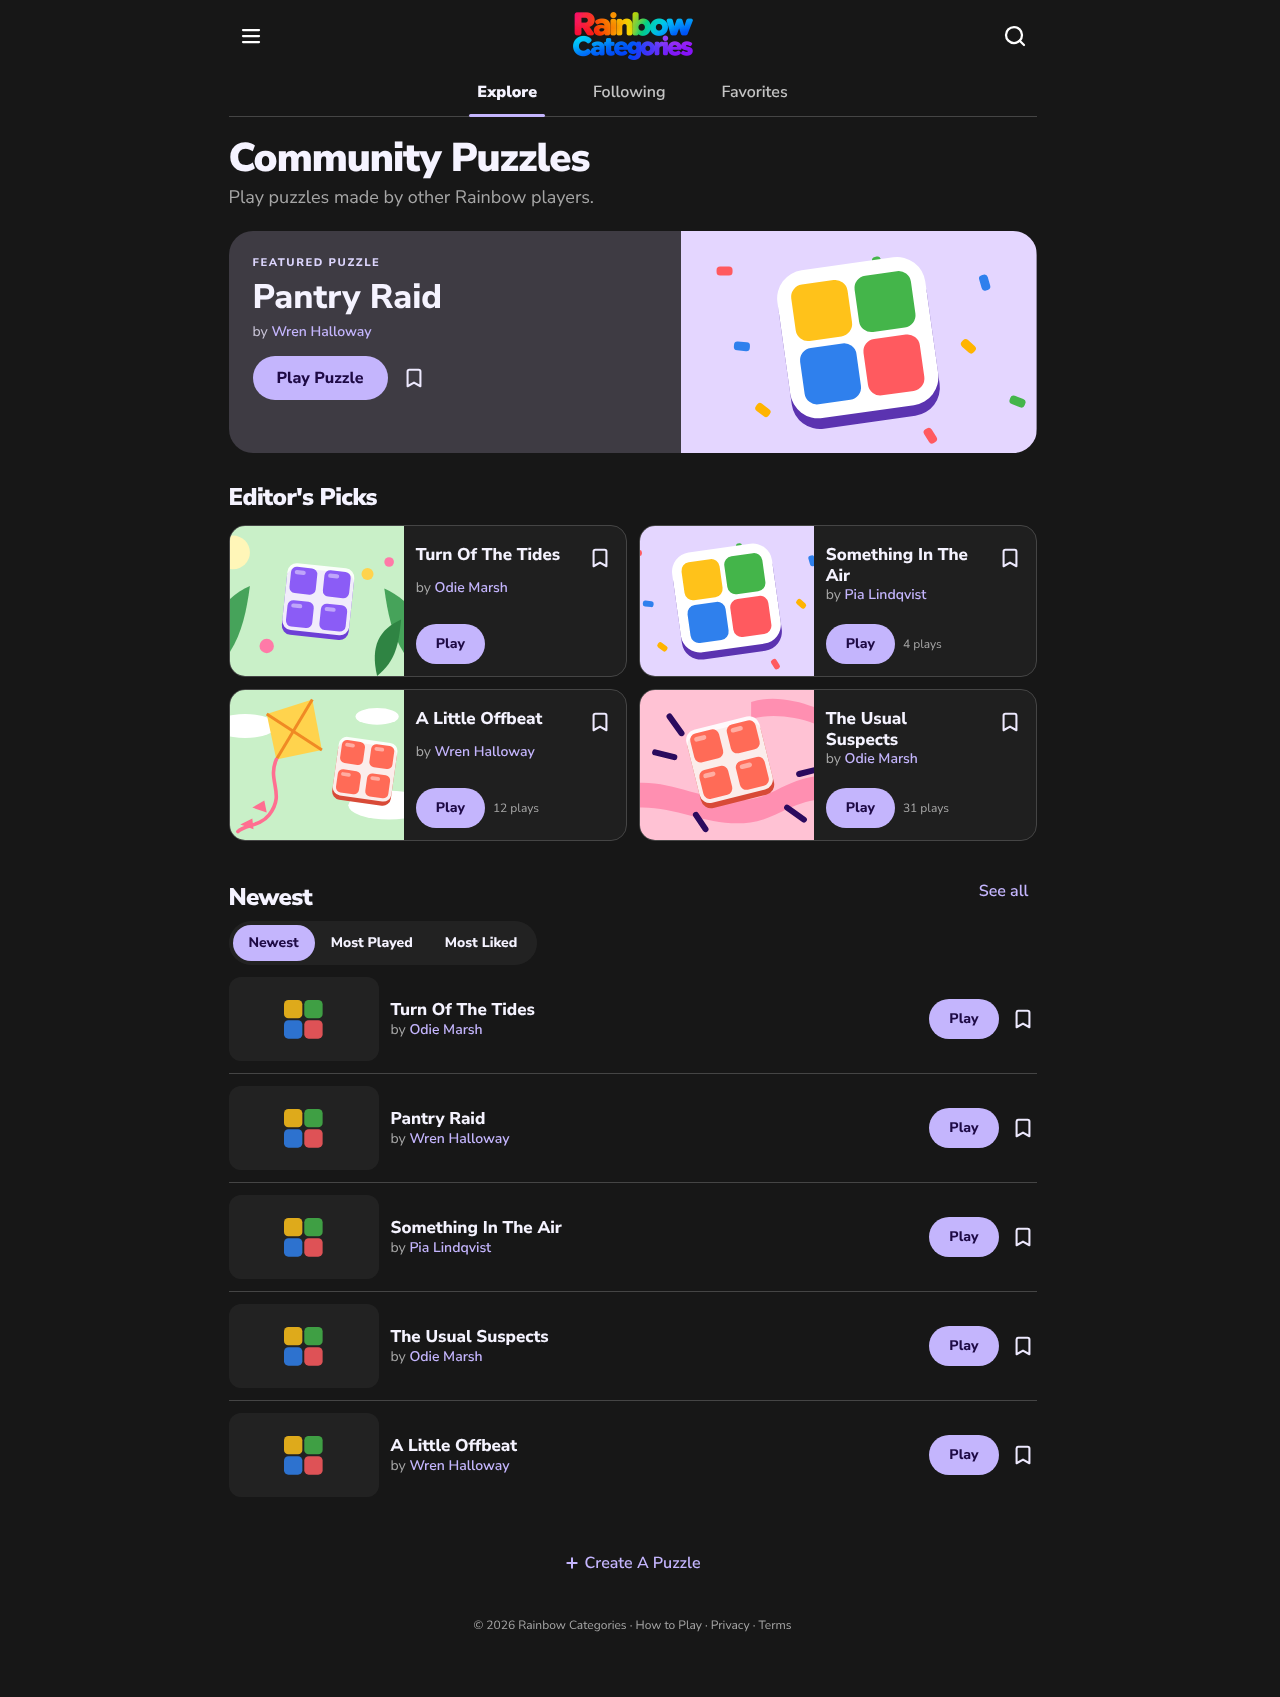 Rainbow
Categories
Explore
Following
Favorites
Community Puzzles
Play puzzles made by other Rainbow players.
FEATURED PUZZLE
Pantry Raid
by Wren Halloway
Play Puzzle
Editor's Picks
Turn Of The Tides
by Odie Marsh
Play
Something In The
Air
by Pia Lindqvist
Play
4 plays
A Little Offbeat
by Wren Halloway
Play
12 plays
The Usual
Suspects
by Odie Marsh
Play
31 plays
Newest
See all
Newest
Most Played
Most Liked
Turn Of The Tides
by Odie Marsh
Play
Pantry Raid
by Wren Halloway
Play
Something In The Air
by Pia Lindqvist
Play
The Usual Suspects
by Odie Marsh
Play
A Little Offbeat
by Wren Halloway
Play
+ Create A Puzzle
© 2026 Rainbow Categories · How to Play · Privacy · Terms